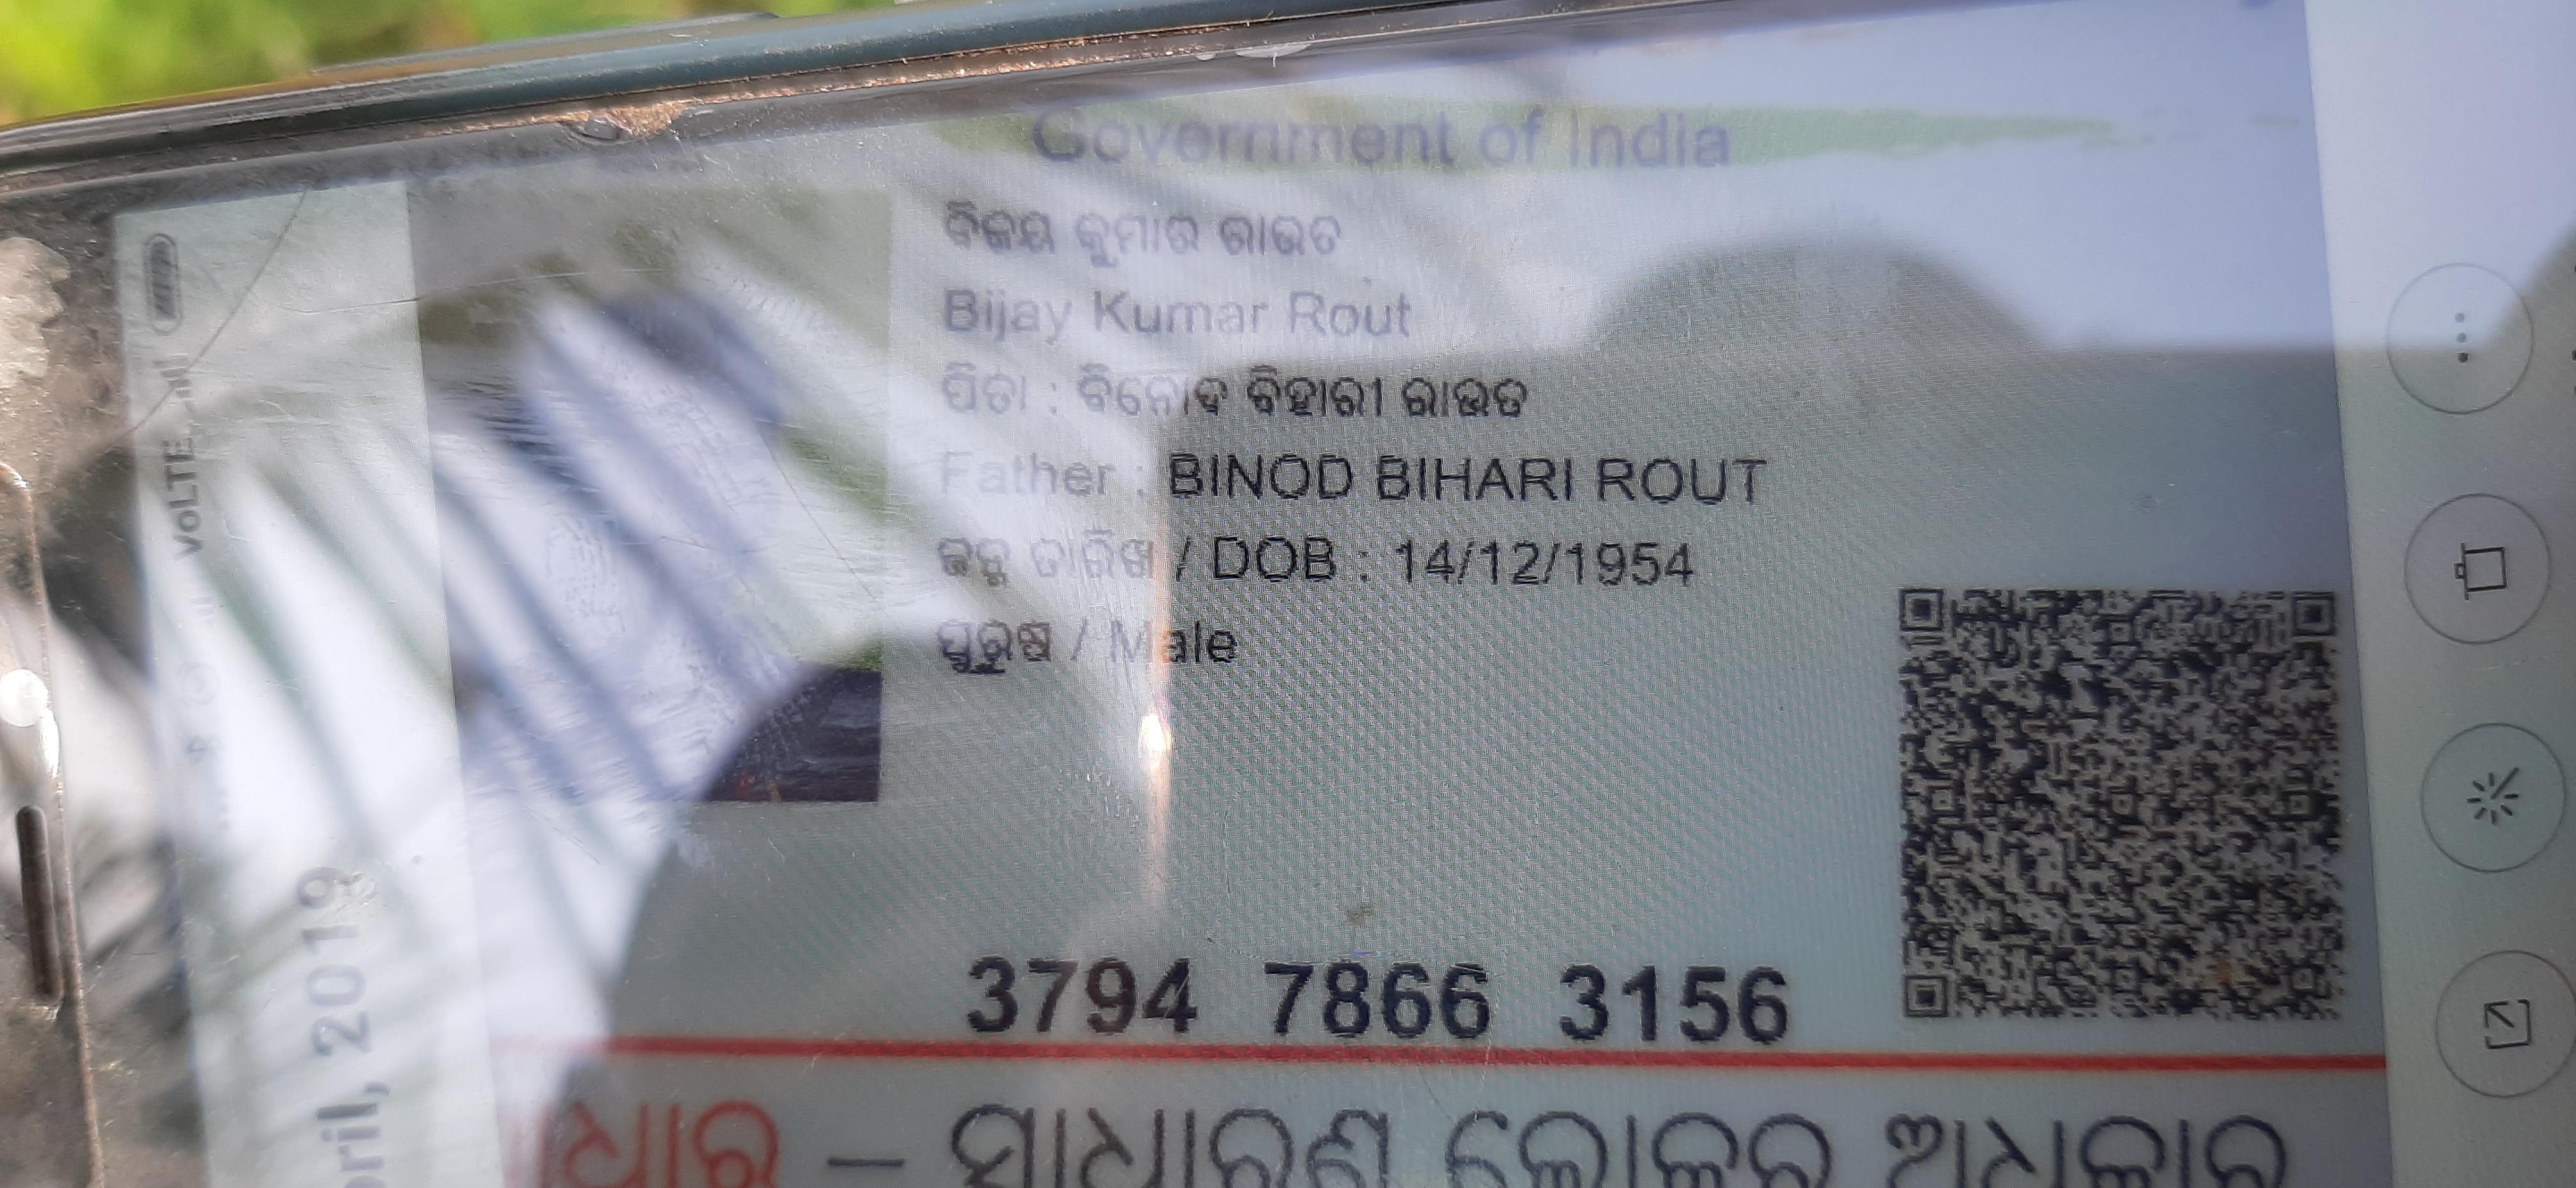 Government of India
ବିଜୟ କୁମାର ରାଉତ
Bijay Kumar Rout
ପିତା : ବିନୋଦ ବିହାରୀ ରାଉତ
Father : BINOD BIHARI ROUT
ଜନ୍ମ ତାରିଖ / DOB : 14/12/1954
ପୁରୁଷ / Male
3794 7866 3156
– ସାଧାରଣ ଲୋକର ଅଧିକାର
VoLTE
2019